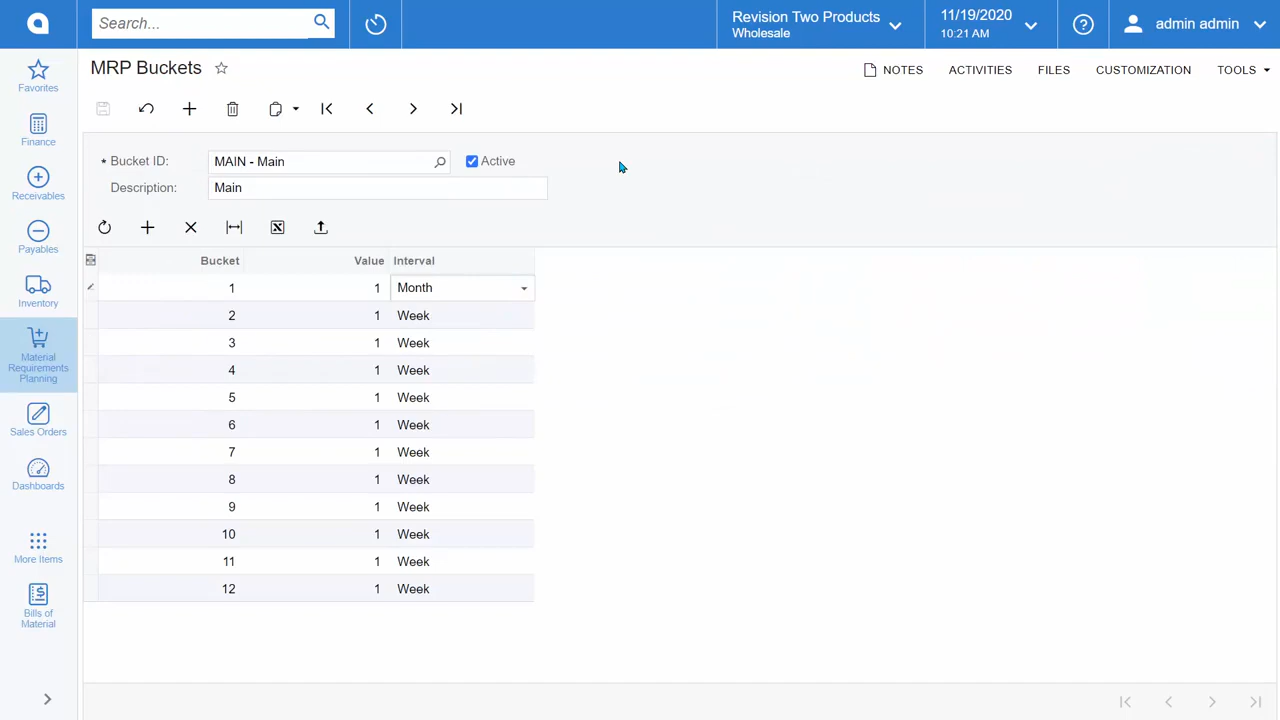 Search...
Revision Two Products
Wholesale
11/19/2020
10:21 AM
admin admin
Favorites
Finance
Receivables
Payables
Inventory
Material
Requirements
Planning
Sales Orders
Dashboards
More Items
Bills of
Material
MRP Buckets
NOTES ACTIVITIES FILES CUSTOMIZATION TOOLS
* Bucket ID: MAIN - Main Active
Description: Main
Bucket Value Interval
1 1 Month
2 1 Week
3 1 Week
4 1 Week
5 1 Week
6 1 Week
7 1 Week
8 1 Week
9 1 Week
10 1 Week
11 1 Week
12 1 Week